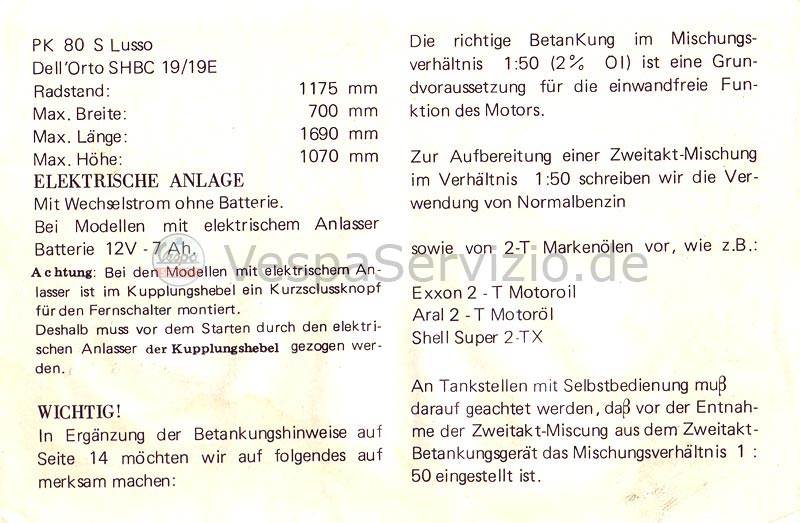 PK 80 S Lusso
Dell'Orto SHBC 19/19E
Radstand: 1175 mm
Max. Breite: 700 mm
Max. Länge: 1690 mm
Max. Höhe: 1070 mm
ELEKTRISCHE ANLAGE
Mit Wechselstrom ohne Batterie.
Bei Modellen mit elektrischem Anlasser
Batterie 12V - 7 Ah.
Achtung: Bei den Modellen mit elektrischem An-
lasser ist im Kupplungshebel ein Kurzsclussknopf
für den Fernschalter montiert.
Deshalb muss vor dem Starten durch den elektri-
schen Anlasser der Kupplungshebel gezogen wer-
den.
WICHTIG!
In Ergänzung der Betankungshinweise auf
Seite 14 möchten wir auf folgendes auf
merksam machen:
Die richtige BetanKung im Mischungs-
verhältnis 1:50 (2% Ol) ist eine Grun-
dvoraussetzung für die einwandfreie Fun-
ktion des Motors.
Zur Aufbereitung einer Zweitakt-Mischung
im Verhältnis 1:50 schreiben wir die Ver-
wendung von Normalbenzin
sowie von 2-T Markenölen vor, wie z.B.:
Exxon 2 - T Motoroil
Aral 2 - T Motoröl
Shell Super 2-TX
An Tankstellen mit Selbstbedienung muβ
darauf geachtet werden, daβ vor der Entnah-
me der Zweitakt-Miscung aus dem Zweitakt-
Betankungsgerät das Mischungsverhältnis 1 :
50 eingestellt ist.
Vespa
VespaServizio.de